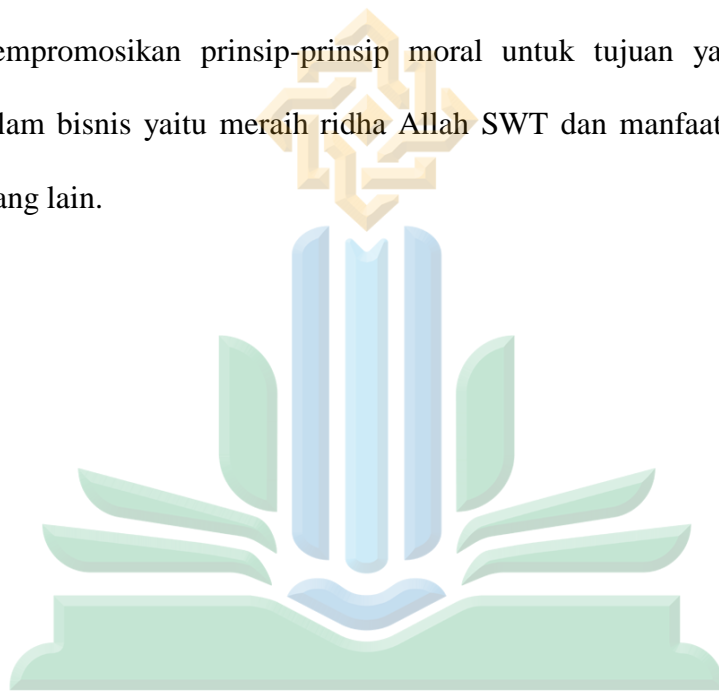 empromosikan prinsip-prinsip moral untuk tujuan ya
lam bisnis yaitu meraih ridha Allah SWT dan manfaat
ang lain.